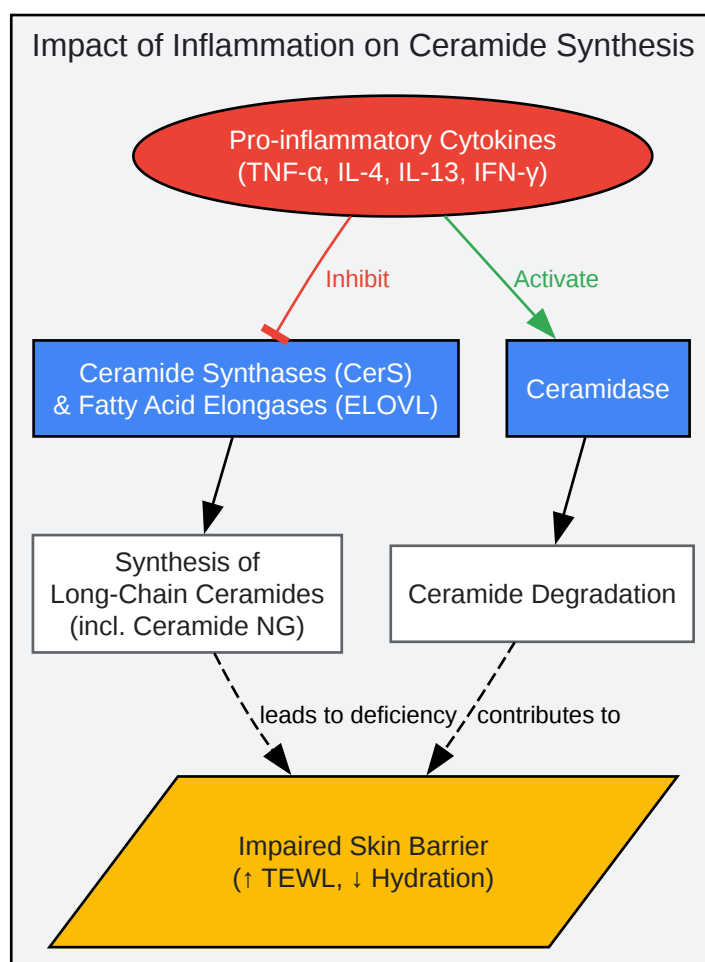 Impact of Inflammation on Ceramide Synthesis
Pro-inflammatory Cytokines
(TNF-α, IL-4, IL-13, IFN-γ)
Inhibit
Activate
Ceramide Synthases (CerS)
& Fatty Acid Elongases (ELOVL)
Ceramidase
Synthesis of
Long-Chain Ceramides
(incl. Ceramide NG)
Ceramide Degradation
leads to deficiency
contributes to
Impaired Skin Barrier
(↑ TEWL, ↓ Hydration)